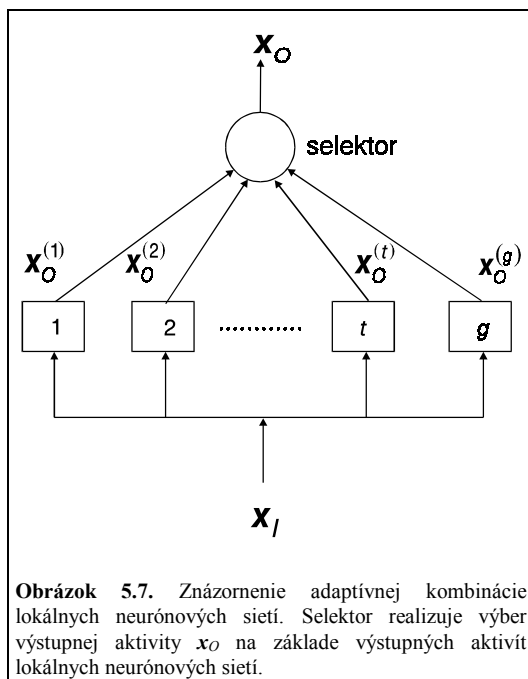 x_O
selektor
x_O^(1) x_O^(2) x_O^(t) x_O^(g)
1 2 ............ t g
x_I
Obrázok 5.7. Znázornenie adaptívnej kombinácie
lokálnych neurónových sietí. Selektor realizuje výber
výstupnej aktivity x_O na základe výstupných aktivít
lokálnych neurónových sietí.